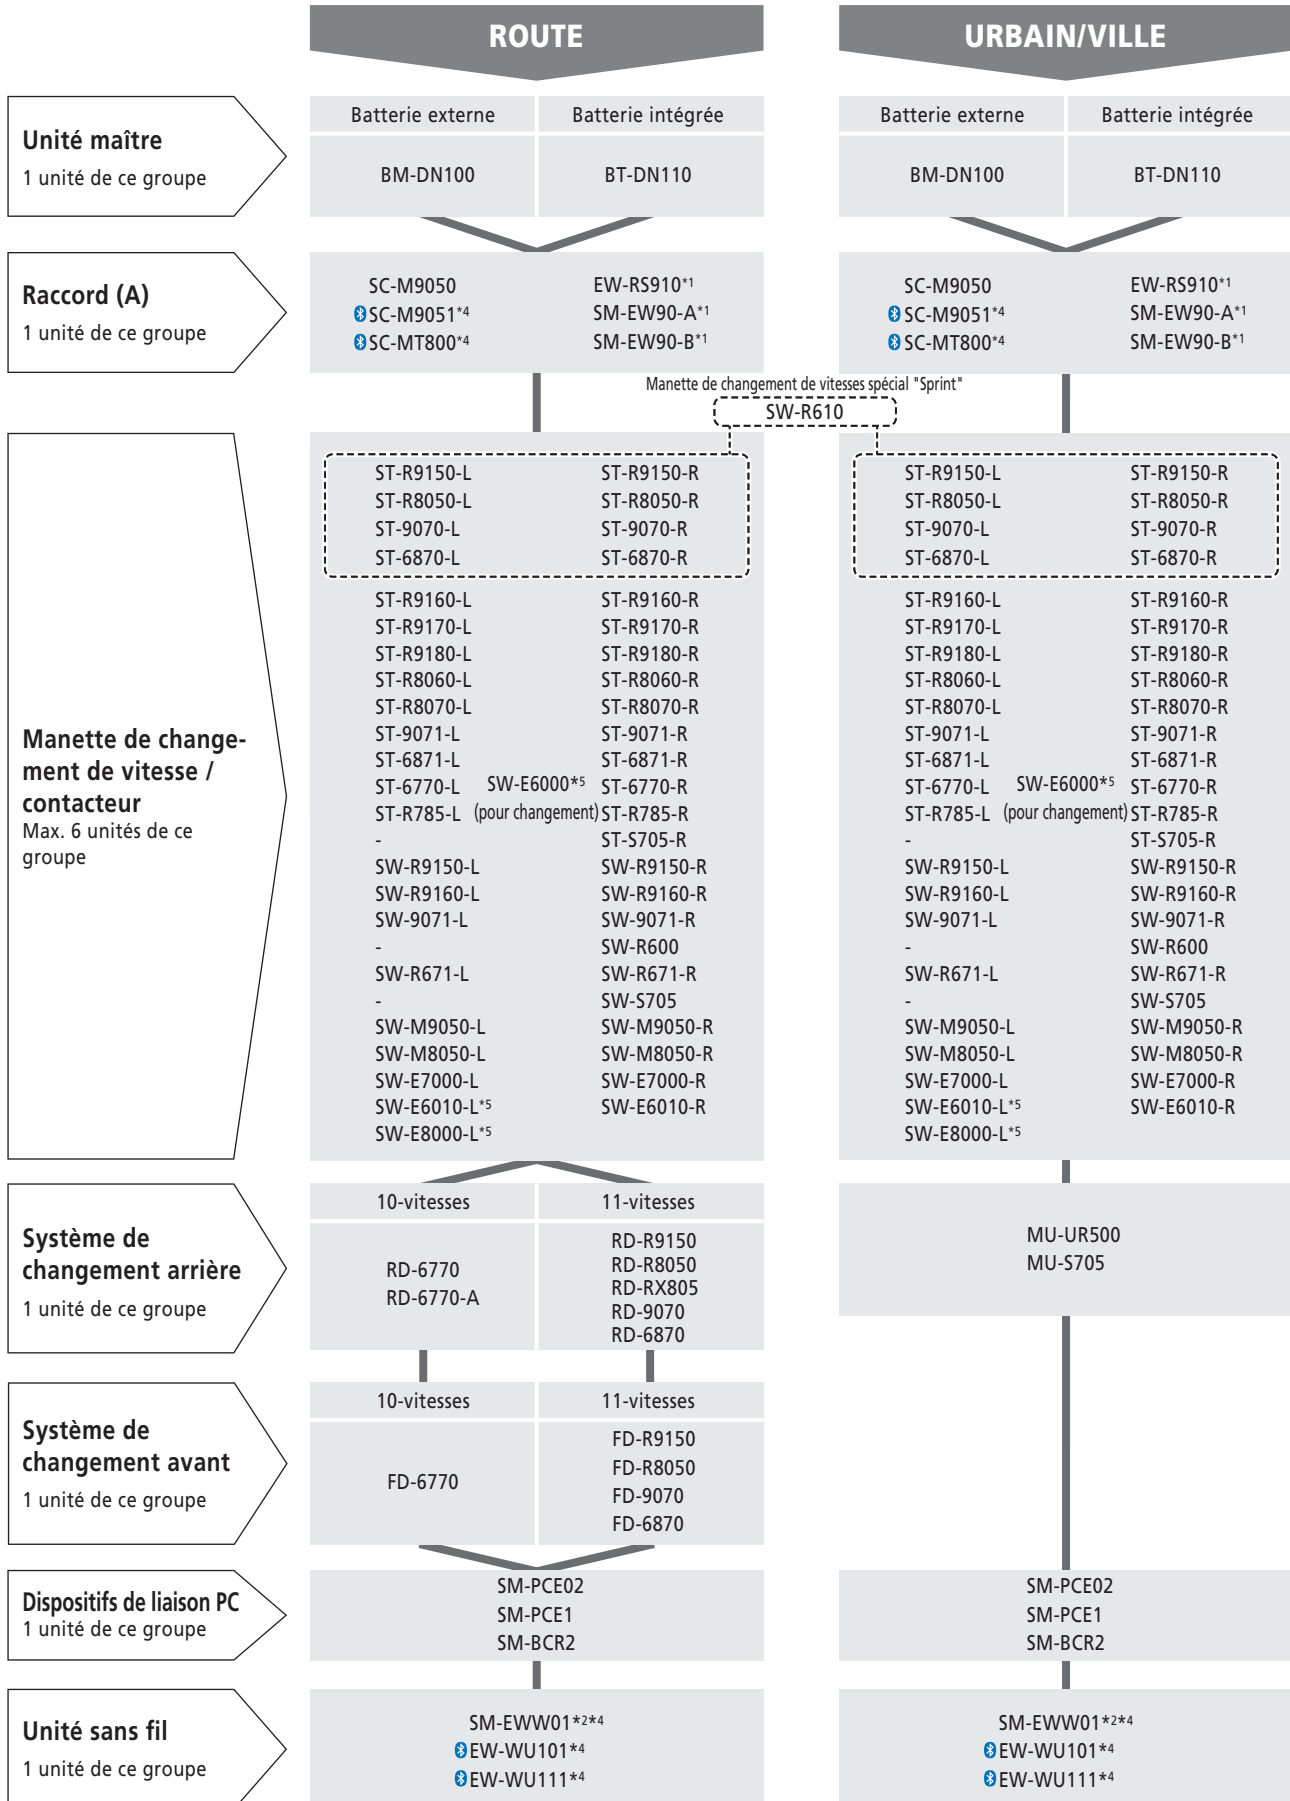 ROUTE
URBAIN/VILLE
Unité maître
1 unité de ce groupe
Batterie externe
Batterie intégrée
BM-DN100
BT-DN110
Batterie externe
Batterie intégrée
BM-DN100
BT-DN110
Raccord (A)
1 unité de ce groupe
SC-M9050
SC-M9051*4
SC-MT800*4
EW-RS910*1
SM-EW90-A*1
SM-EW90-B*1
SC-M9050
SC-M9051*4
SC-MT800*4
EW-RS910*1
SM-EW90-A*1
SM-EW90-B*1
Manette de changement de vitesses spécial "Sprint"
SW-R610
Manette de change-
ment de vitesse /
contacteur
Max. 6 unités de ce
groupe
ST-R9150-L ST-R9150-R
ST-R8050-L ST-R8050-R
ST-9070-L ST-9070-R
ST-6870-L ST-6870-R
ST-R9160-L ST-R9160-R
ST-R9170-L ST-R9170-R
ST-R9180-L ST-R9180-R
ST-R8060-L ST-R8060-R
ST-R8070-L ST-R8070-R
ST-9071-L ST-9071-R
ST-6871-L ST-6871-R
ST-6770-L SW-E6000*5 ST-6770-R
ST-R785-L (pour changement) ST-R785-R
- ST-S705-R
SW-R9150-L SW-R9150-R
SW-R9160-L SW-R9160-R
SW-9071-L SW-9071-R
- SW-R600
SW-R671-L SW-R671-R
- SW-S705
SW-M9050-L SW-M9050-R
SW-M8050-L SW-M8050-R
SW-E7000-L SW-E7000-R
SW-E6010-L*5 SW-E6010-R
SW-E8000-L*5
ST-R9150-L ST-R9150-R
ST-R8050-L ST-R8050-R
ST-9070-L ST-9070-R
ST-6870-L ST-6870-R
ST-R9160-L ST-R9160-R
ST-R9170-L ST-R9170-R
ST-R9180-L ST-R9180-R
ST-R8060-L ST-R8060-R
ST-R8070-L ST-R8070-R
ST-9071-L ST-9071-R
ST-6871-L ST-6871-R
ST-6770-L SW-E6000*5 ST-6770-R
ST-R785-L (pour changement) ST-R785-R
- ST-S705-R
SW-R9150-L SW-R9150-R
SW-R9160-L SW-R9160-R
SW-9071-L SW-9071-R
- SW-R600
SW-R671-L SW-R671-R
- SW-S705
SW-M9050-L SW-M9050-R
SW-M8050-L SW-M8050-R
SW-E7000-L SW-E7000-R
SW-E6010-L*5 SW-E6010-R
SW-E8000-L*5
Système de
changement arrière
1 unité de ce groupe
10-vitesses
RD-6770
RD-6770-A
11-vitesses
RD-R9150
RD-R8050
RD-RX805
RD-9070
RD-6870
MU-UR500
MU-S705
Système de
changement avant
1 unité de ce groupe
10-vitesses
FD-6770
11-vitesses
FD-R9150
FD-R8050
FD-9070
FD-6870
Dispositifs de liaison PC
1 unité de ce groupe
SM-PCE02
SM-PCE1
SM-BCR2
SM-PCE02
SM-PCE1
SM-BCR2
Unité sans fil
1 unité de ce groupe
SM-EWW01*2*4
EW-WU101*4
EW-WU111*4
SM-EWW01*2*4
EW-WU101*4
EW-WU111*4